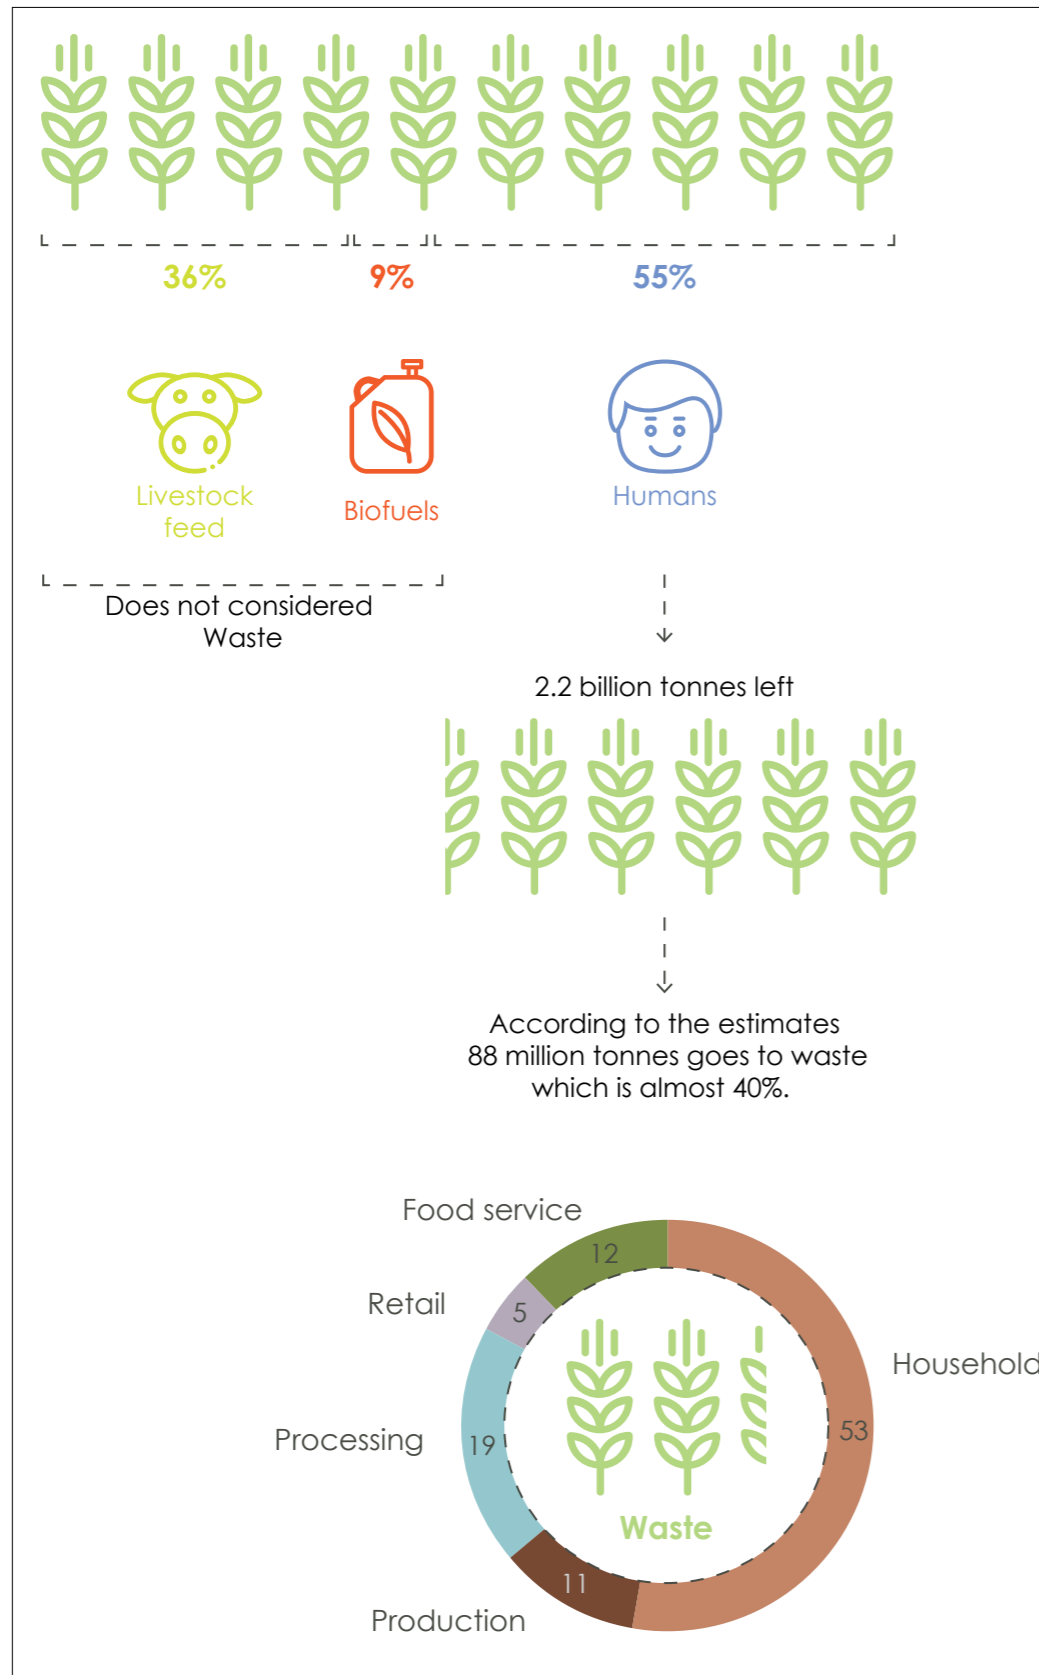 36%
9%
55%
Livestock
feed
Biofuels
Humans
Does not considered
Waste
2.2 billion tonnes left
According to the estimates
88 million tonnes goes to waste
which is almost 40%.
Food service
12
Retail
5
Household
53
Processing
19
Waste
11
Production